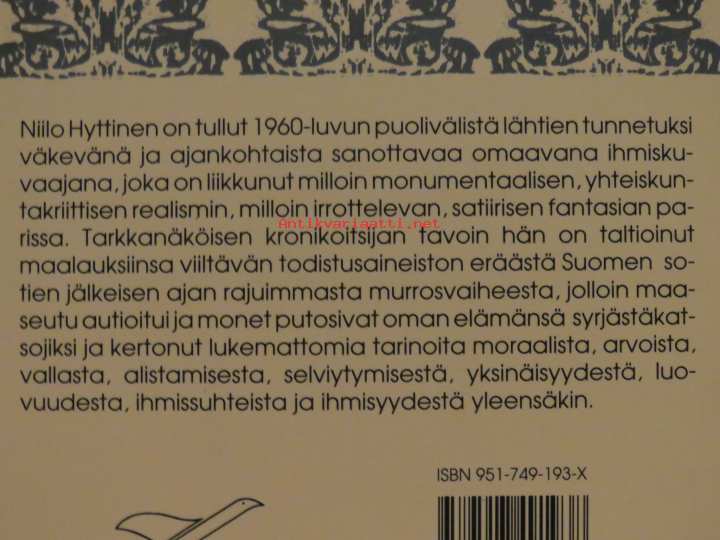 Niilo Hyttinen on tullut 1960-luvun puolivälistä lähtien tunnetuksi
väkevänä ja ajankohtaista sanottavaa omaavana ihmisku-
vaajana, joka on liikkunut milloin monumentaalisen, yhteiskun-
takriittisen realismin, milloin irrottelevan, satiirisen fantasian pa-
Antikvariaatti.net
rissa. Tarkkanäköisen kronikoitsijan tavoin hän on taltioinut
maalauksiinsa viiltävän todistusaineiston eräästä Suomen so-
tien jälkeisen ajan rajuimmasta murrosvaiheesta, jolloin maa-
seutu autioitui ja monet putosivat oman elämänsä syrjästäkat-
sojiksi ja kertonut lukemattomia tarinoita moraalista, arvoista,
vallasta, alistamisesta, selviytymisestä, yksinäisyydestä, luo-
vuudesta, ihmissuhteista ja ihmisyydestä yleensäkin.
ISBN 951-749-193-X